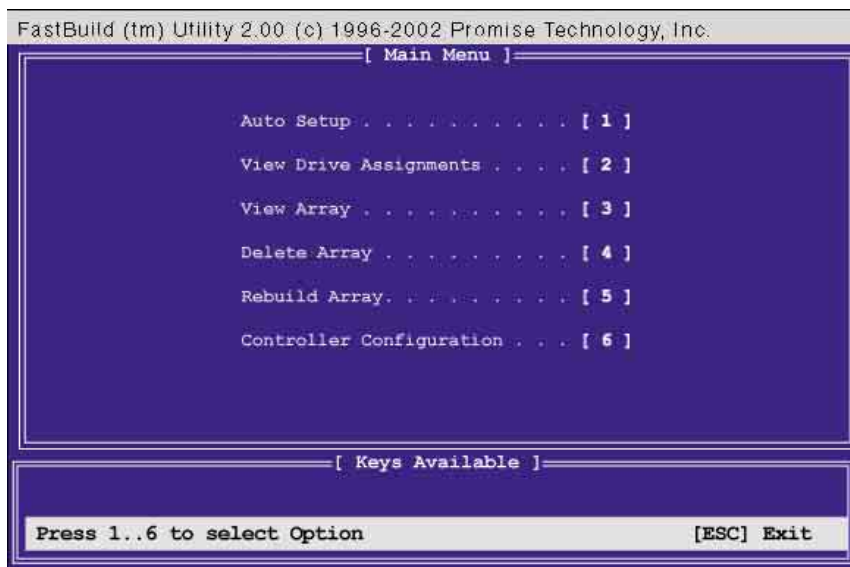 FastBuild (tm) Utility 2.00 (c) 1996-2002 Promise Technology, Inc.
[ Main Menu ]
Auto Setup . . . . . . . . . . [ 1 ]
View Drive Assignments . . . . [ 2 ]
View Array . . . . . . . . . . [ 3 ]
Delete Array . . . . . . . . . [ 4 ]
Rebuild Array. . . . . . . . . [ 5 ]
Controller Configuration . . . [ 6 ]
[ Keys Available ]
Press 1..6 to select Option [ESC] Exit